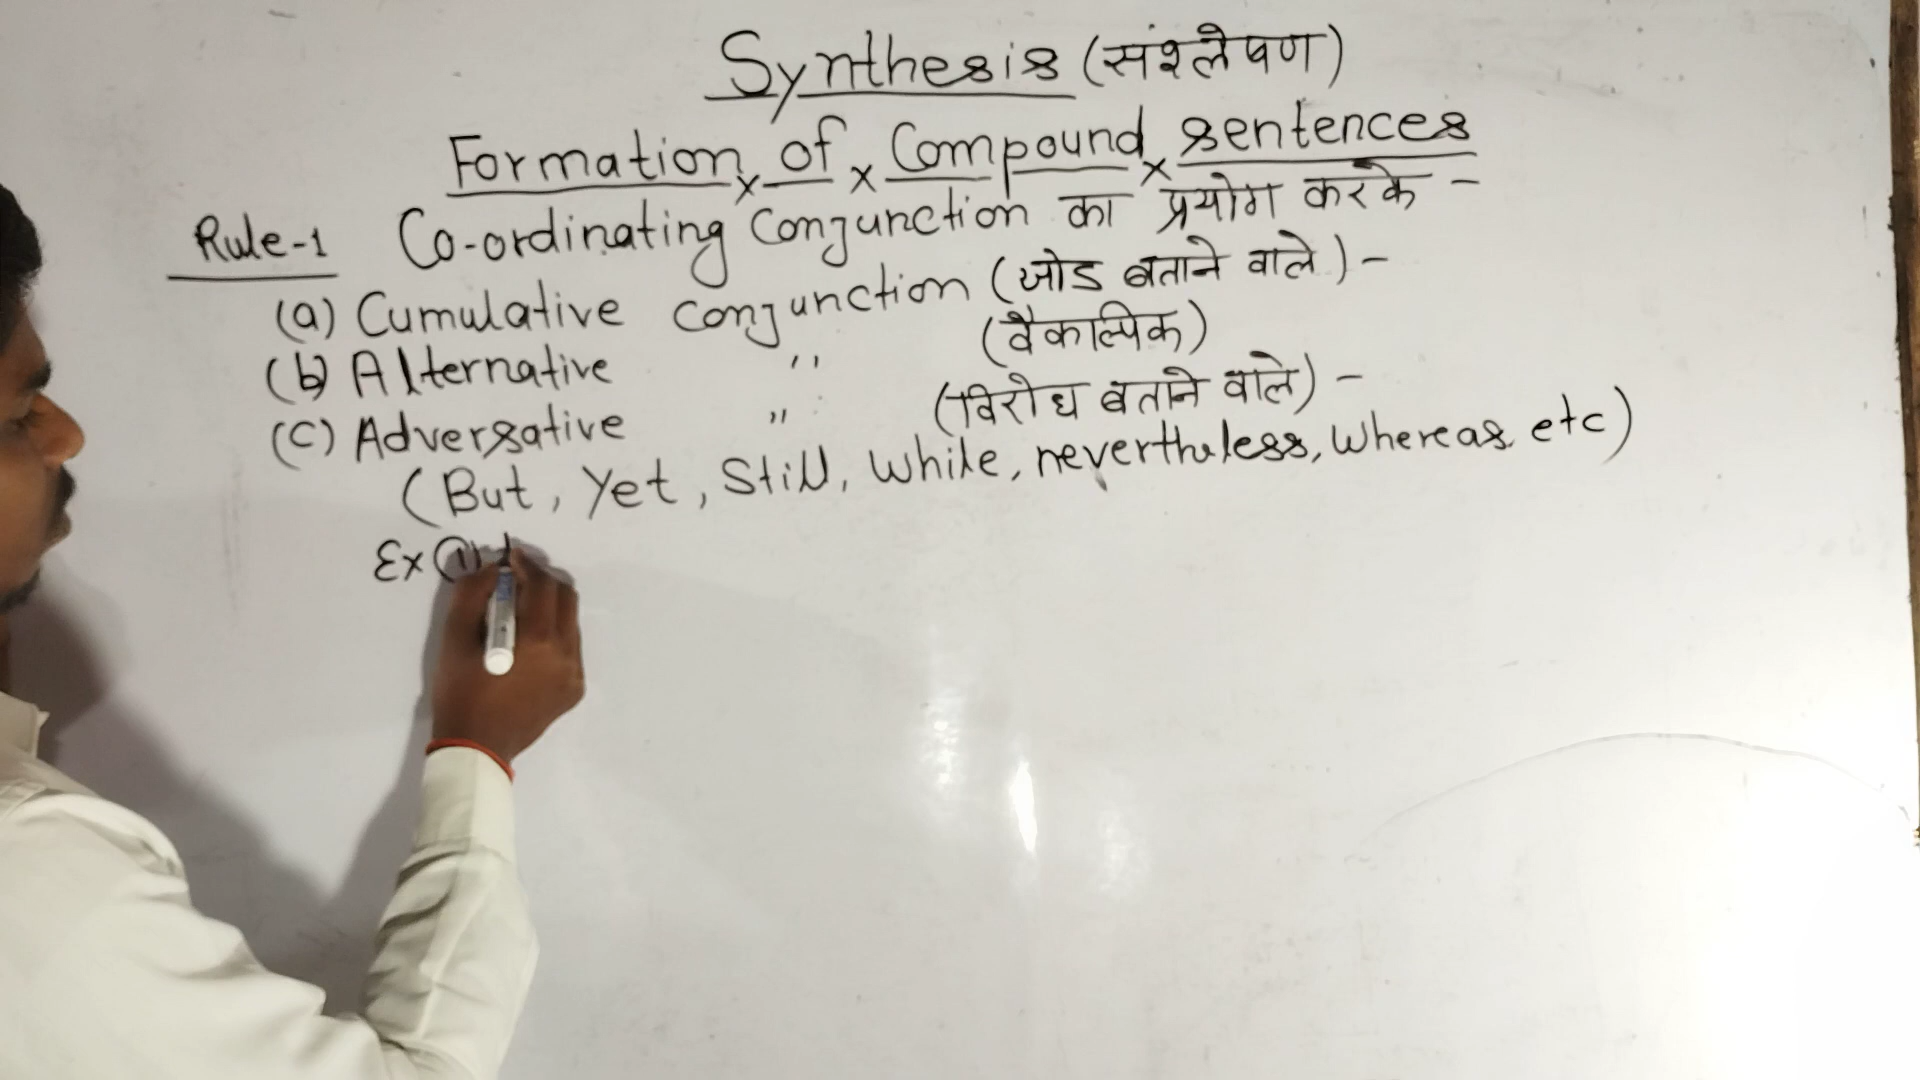 Synthesis (संश्लेषण)
Formation of Compound sentences
Rule-1 Co-ordinating Conjunction का प्रयोग करके -
(a) Cumulative Conjunction (जोड बताने वाले) -
(b) Alternative " (वैकल्पिक)
(c) Adversative " (विरोध बताने वाले) -
(But, Yet, Still, While, nevertheless, Whereas, etc)
Ex (1)